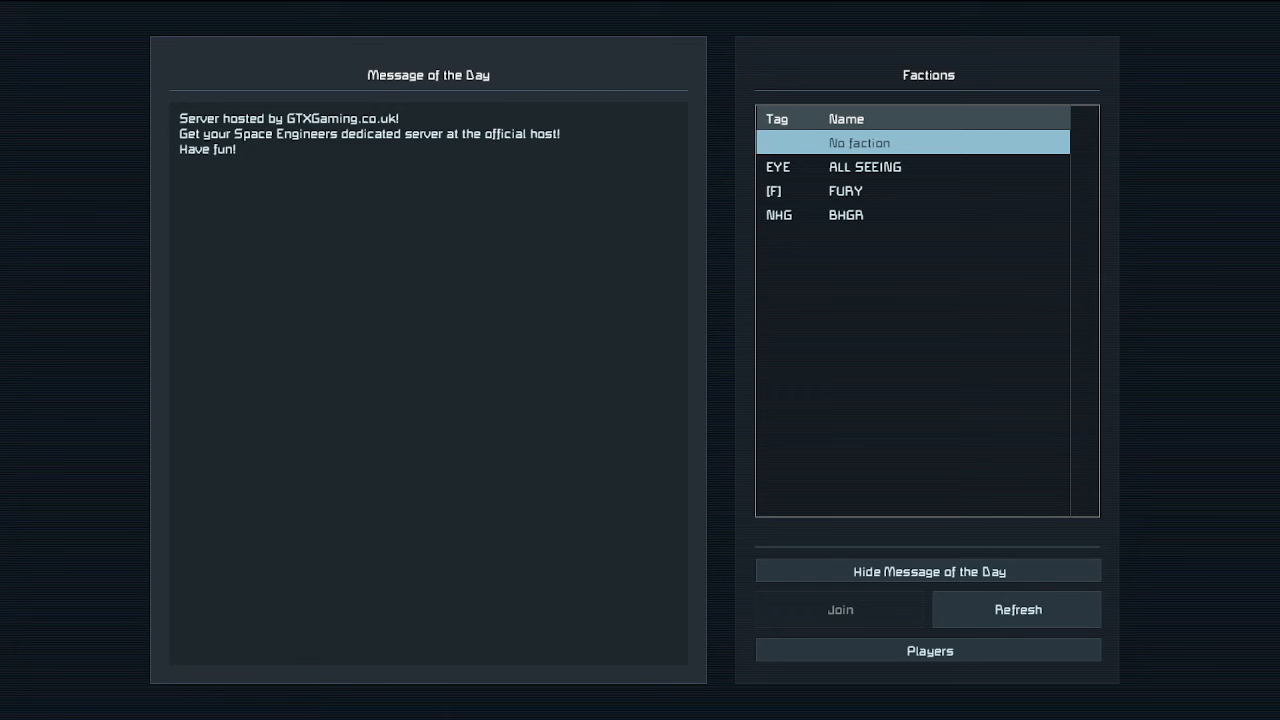 Message of the Day
Server hosted by GTXGaming.co.uk!
Get your Space Engineers dedicated server at the official host!
Have fun!
Factions
Tag Name
No faction
EYE ALL SEEING
[F] FURY
NHG BHGR
Hide Message of the Day
Join Refresh
Players